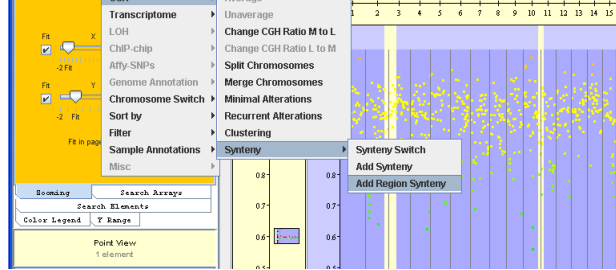 Average
Transcriptome
Unaverage
LOH
Change CGH Ratio M to L
ChIP-chip
Change CGH Ratio L to M
Affy-SNPs
Split Chromosomes
Genome Annotation
Merge Chromosomes
Chromosome Switch
Minimal Alterations
Sort by
Recurrent Alterations
Filter
Clustering
Sample Annotations
Synteny
Misc
Synteny Switch
Add Synteny
Add Region Synteny
Fit X
-2 Fit
Fit Y
-2 Fit
Fit in page
Zooming Search Arrays
Search Elements
Color Legend Y Range
Point View
1 element
1 2 3 4 5 6 7 8 9 10 11 12 13 14 15
0.8- 0.8-
0.7- 0.7-
0.6- 0.6-
0.5- 0.5-